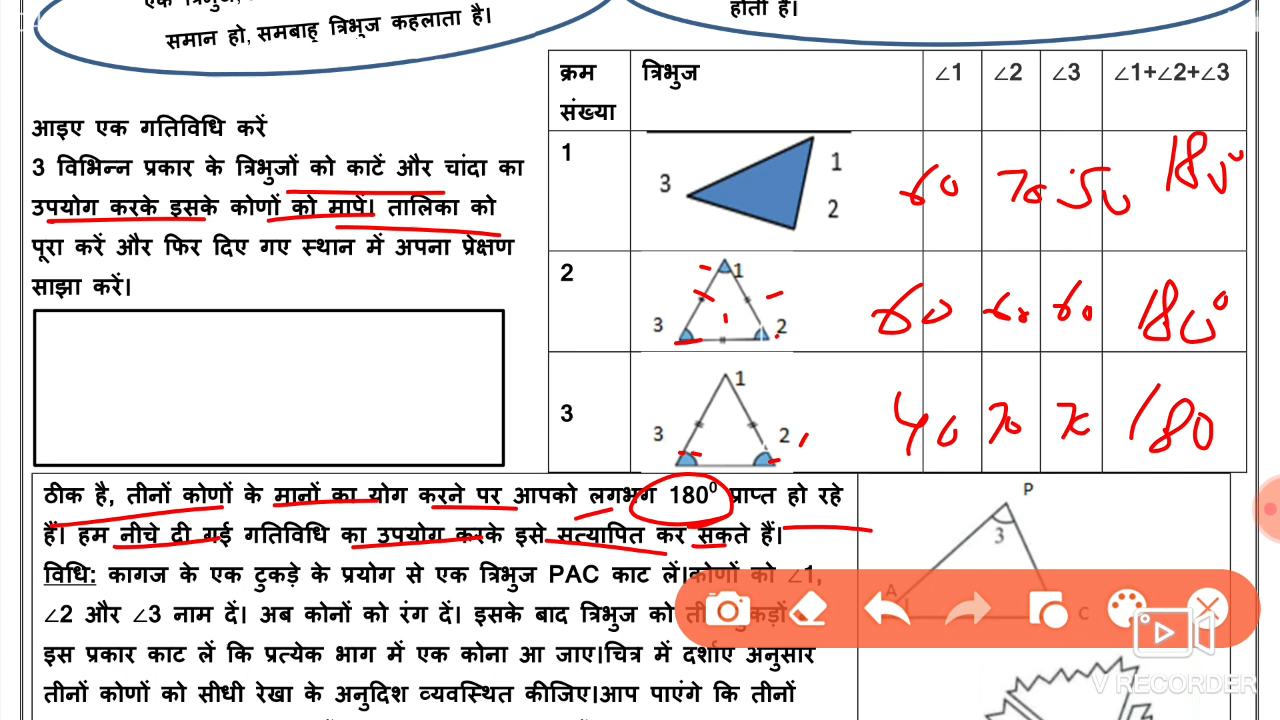 समान हो, समबाहु त्रिभुज कहलाता है।
होती है।
क्रम संख्या त्रिभुज ∠1 ∠2 ∠3 ∠1+∠2+∠3
आइए एक गतिविधि करें
3 विभिन्न प्रकार के त्रिभुजों को काटें और चांदा का
उपयोग करके इसके कोणों को मापें। तालिका को
पूरा करें और फिर दिए गए स्थान में अपना प्रेक्षण
साझा करें।
1 3 1 2 60 70 50 180°
2 1 3 2 60 60 60 180°
3 1 3 2 40 70 70 180
ठीक है, तीनों कोणों के मानों का योग करने पर आपको लगभग 180⁰ प्राप्त हो रहे
हैं। हम नीचे दी गई गतिविधि का उपयोग करके इसे सत्यापित कर सकते हैं।
विधि: कागज के एक टुकड़े के प्रयोग से एक त्रिभुज PAC काट लें।कोणों को ∠1,
∠2 और ∠3 नाम दें। अब कोनों को रंग दें। इसके बाद त्रिभुज को
इस प्रकार काट लें कि प्रत्येक भाग में एक कोना आ जाए।चित्र में दर्शाए अनुसार
तीनों कोणों को सीधी रेखा के अनुदिश व्यवस्थित कीजिए।आप पाएंगे कि तीनों
P
3
A
C
V RECORDER